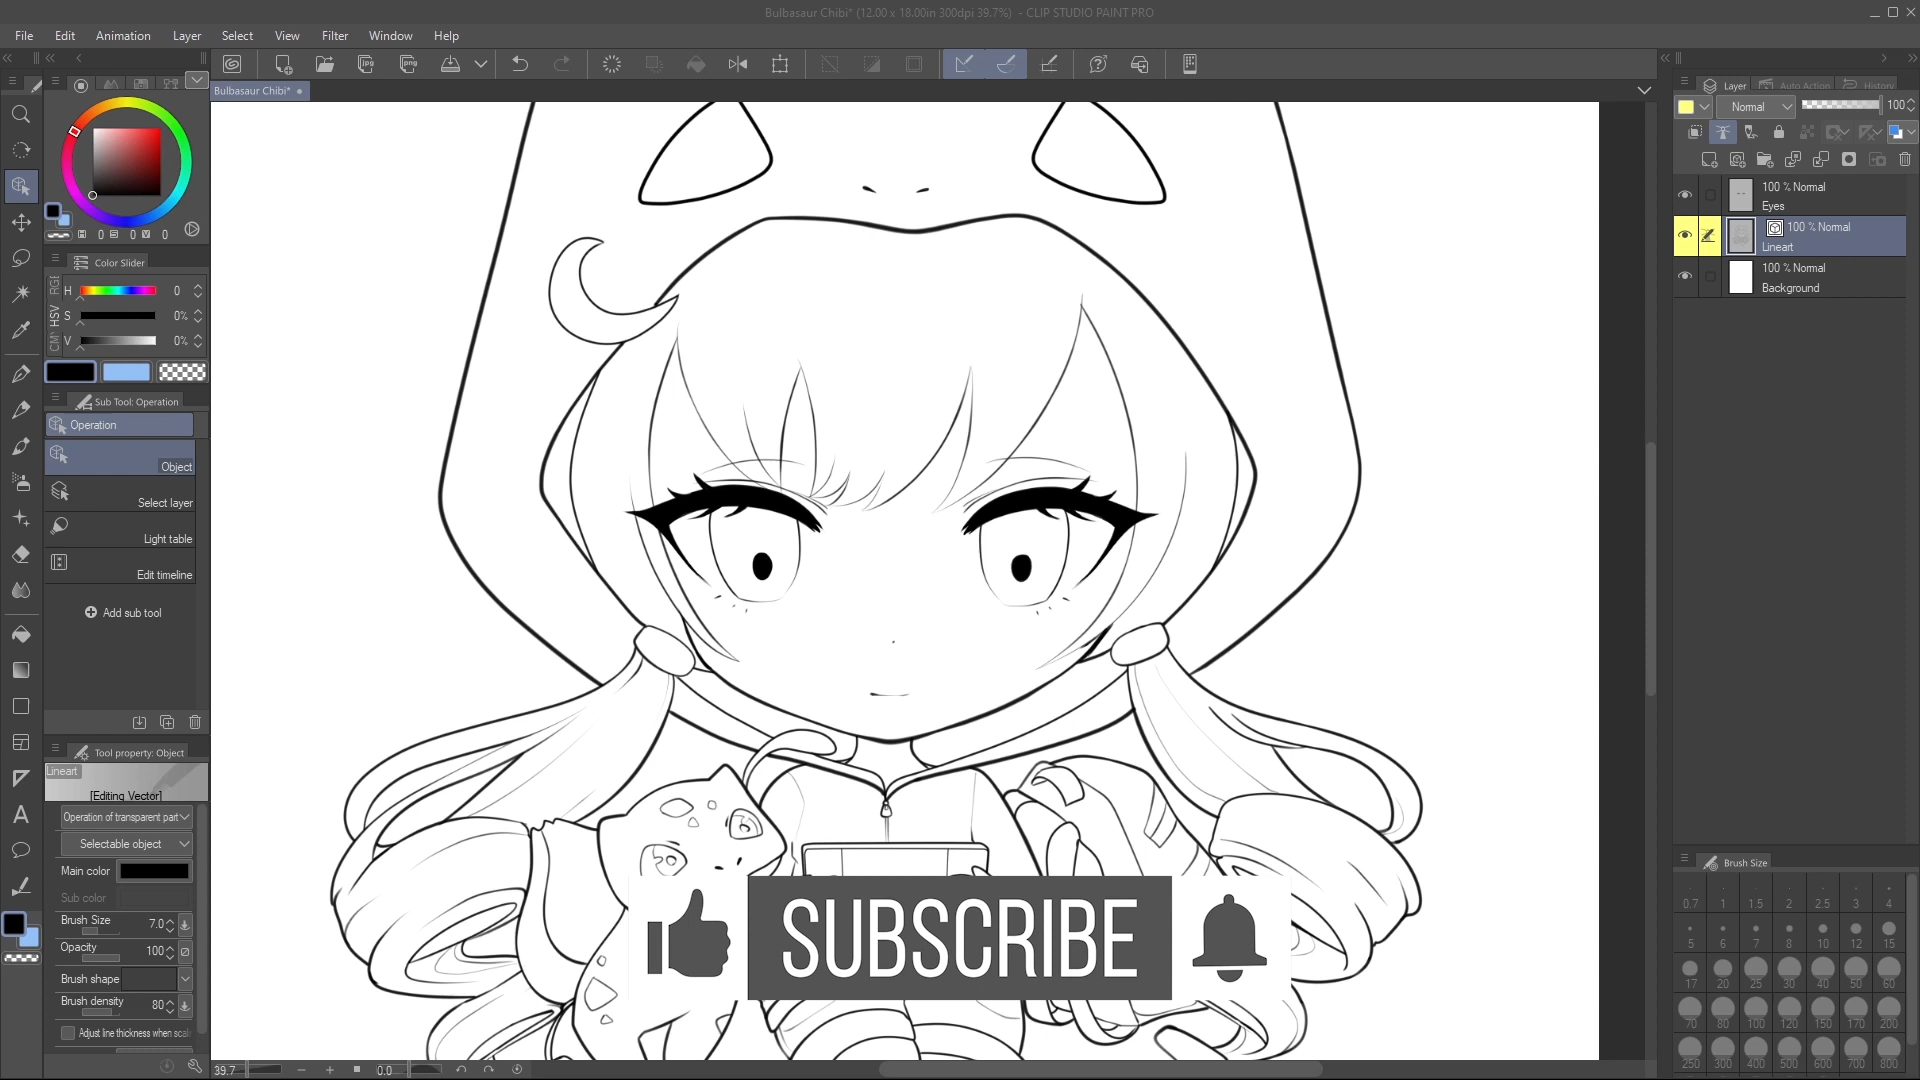 Bulbasaur Chibi* (12.00 x 18.00in 300dpi 39.7%) - CLIP STUDIO PAINT PRO
File Edit Animation Layer Select View Filter Window Help
Bulbasaur Chibi*
0 0 0
Color Slider
RGB
HSV
H 0
S 0%
V 0%
Sub Tool: Operation
Operation
Object
Select layer
Light table
Edit timeline
Add sub tool
Tool property: Object
Lineart
[Editing Vector]
Operation of transparent part
Selectable object
Main color
Sub color
Brush Size 7.0
Opacity 100
Brush shape
Brush density 80
Adjust line thickness when scal
SUBSCRIBE
39.7 0.0
Layer Auto Action History
Normal 100
100 % Normal
Eyes
100 % Normal
Lineart
100 % Normal
Background
Brush Size
0.7 1 1.5 2 2.5 3 4
5 6 7 8 10 12 15
17 20 25 30 40 50 60
70 80 100 120 150 170 200
250 300 400 500 600 700 800